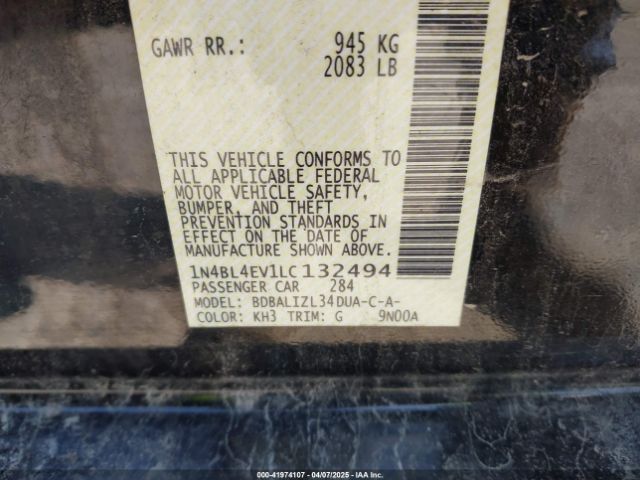 GAWR RR.: 945 KG
2083 LB
THIS VEHICLE CONFORMS TO
ALL APPLICABLE FEDERAL
MOTOR VEHICLE SAFETY,
BUMPER, AND THEFT
PREVENTION STANDARDS IN
EFFECT ON THE DATE OF
MANUFACTURE SHOWN ABOVE.
1N4BL4EV1LC132494
PASSENGER CAR 284
MODEL: BDBALIZL34DUA-C-A-
COLOR: KH3 TRIM: G 9N00A
000-41974107 | 04/07/2025 | IAA Inc.